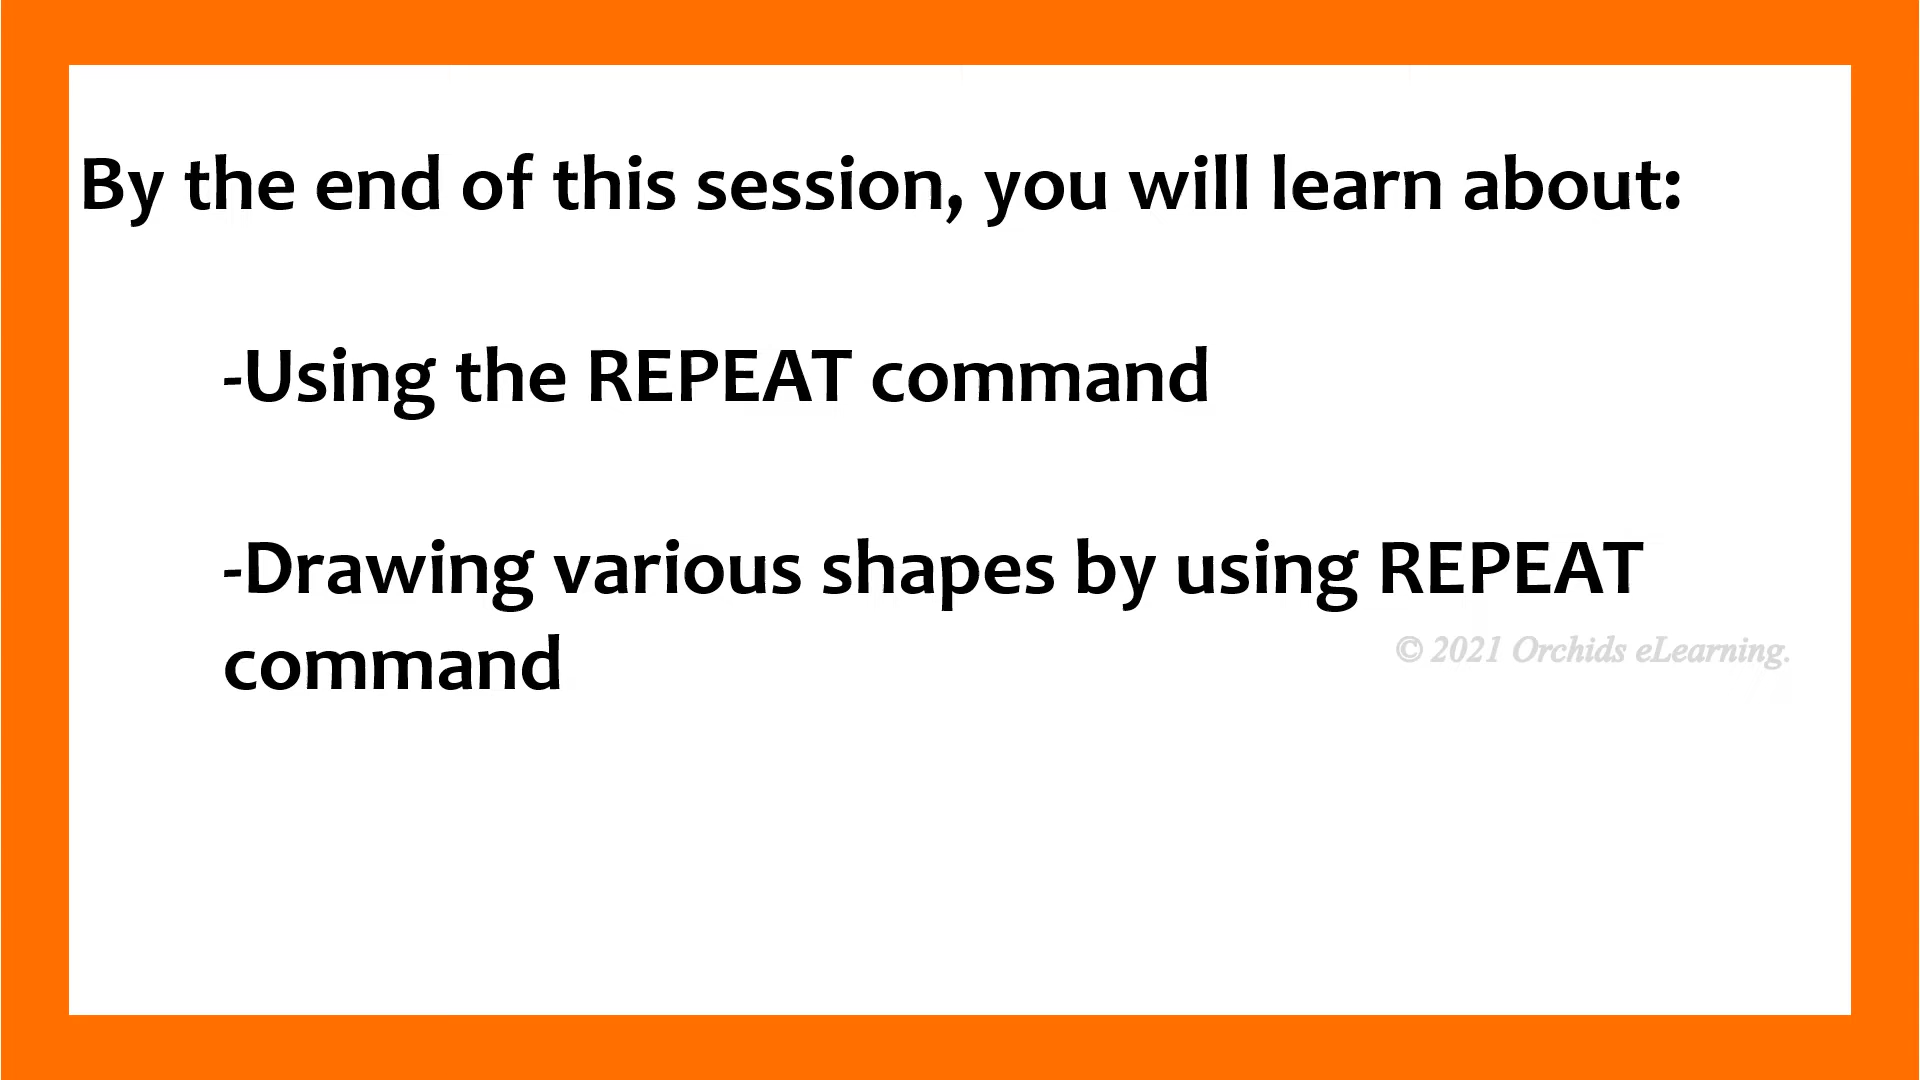 By the end of this session, you will learn about:
-Using the REPEAT command
-Drawing various shapes by using REPEAT
command
© 2021 Orchids eLearning.